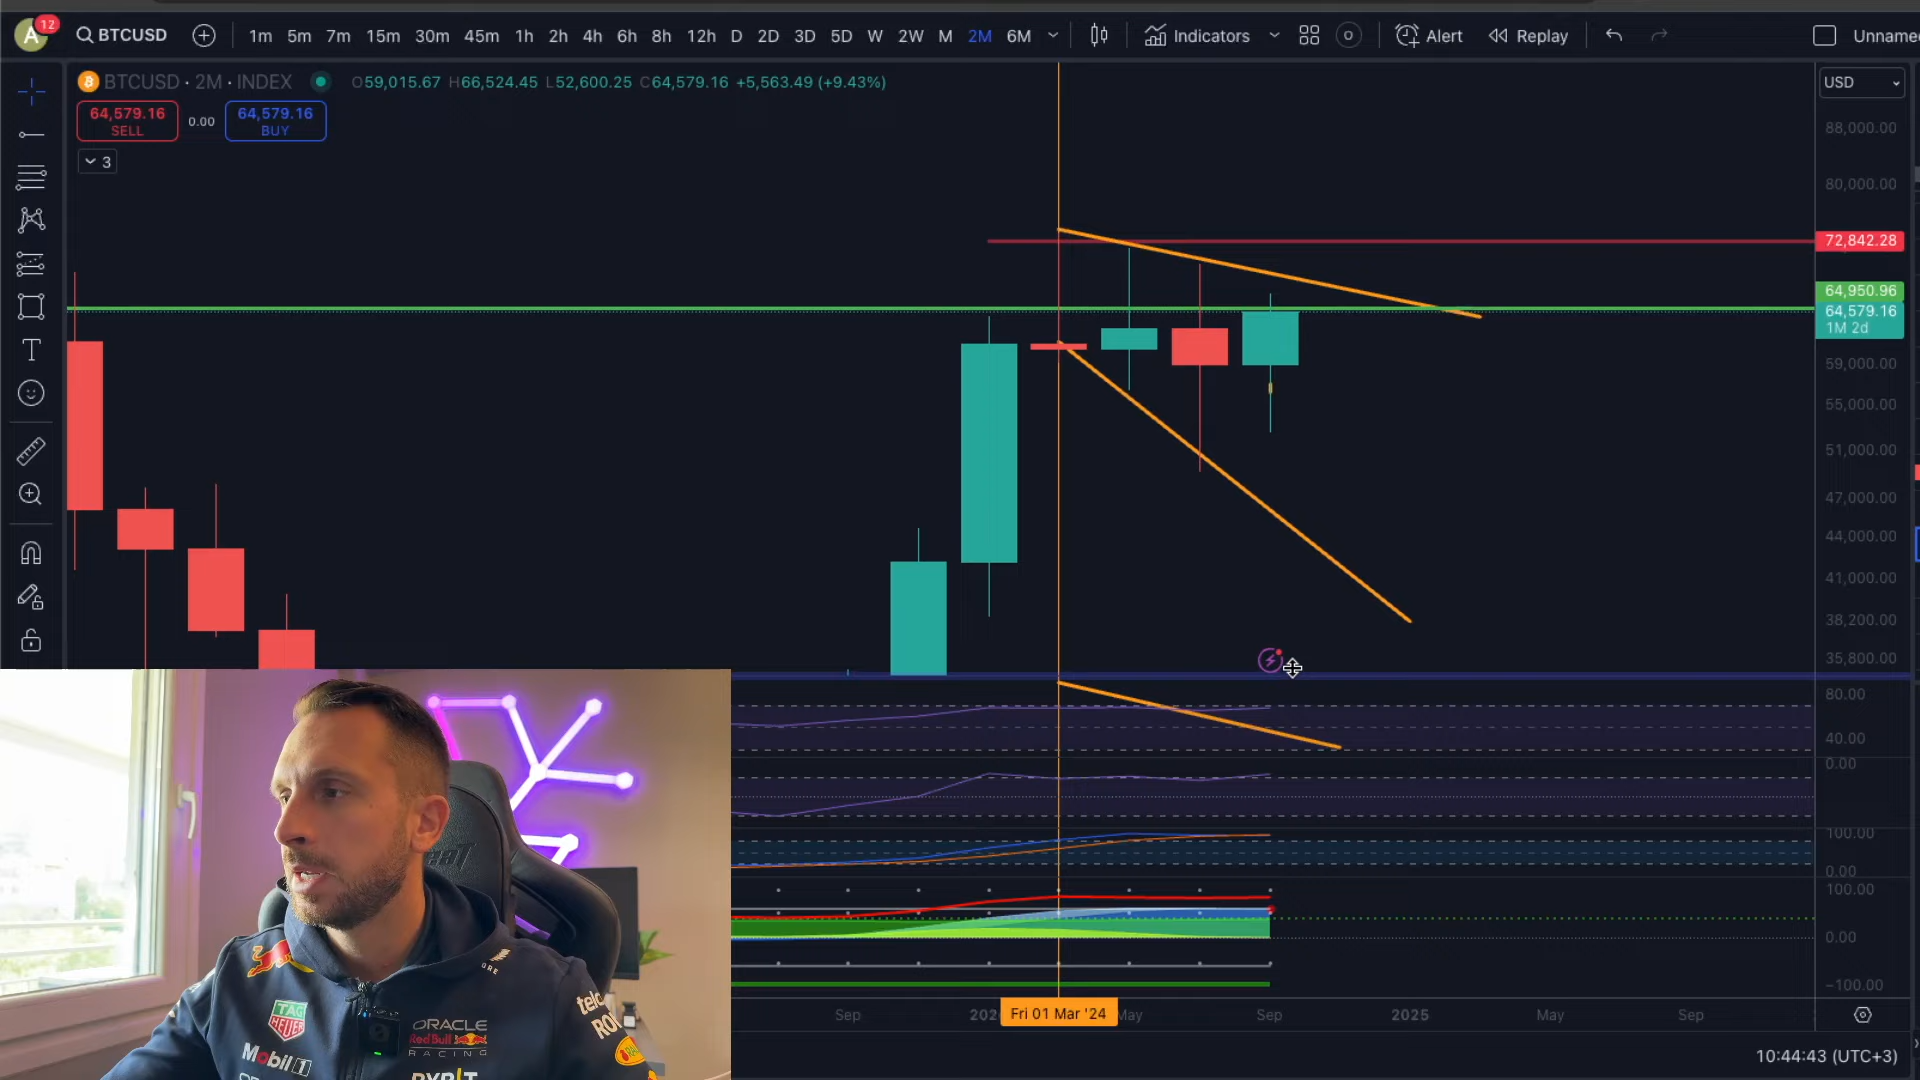 A 12 BTCUSD 1m 5m 7m 15m 30m 45m 1h 2h 4h 6h 8h 12h D 2D 3D 5D W 2W M 2M 6M Indicators Alert Replay
BTCUSD · 2M · INDEX O59,015.67 H66,524.45 L52,600.25 C64,579.16 +5,563.49 (+9.43%)
USD
64,579.16
SELL
0.00
64,579.16
BUY
3
88,000.00
80,000.00
72,842.28
64,950.96
64,579.16
1M 2d
59,000.00
55,000.00
51,000.00
47,000.00
44,000.00
41,000.00
38,200.00
35,800.00
80.00
40.00
0.00
100.00
0.00
100.00
0.00
−100.00
Sep Fri 01 Mar '24 May Sep 2025 May Sep
10:44:43 (UTC+3)
TAG
HEUER
Mobil 1
ORACLE
Red Bull
RACING